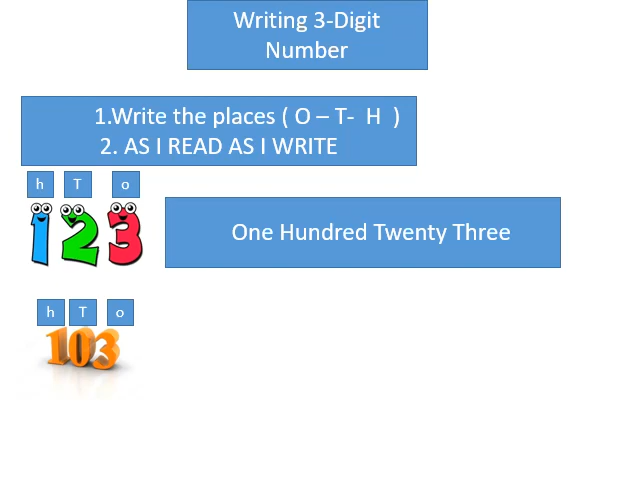 Writing 3-Digit
Number
1.Write the places ( O – T- H )
2. AS I READ AS I WRITE
h T o
123
One Hundred Twenty Three
h T o
103